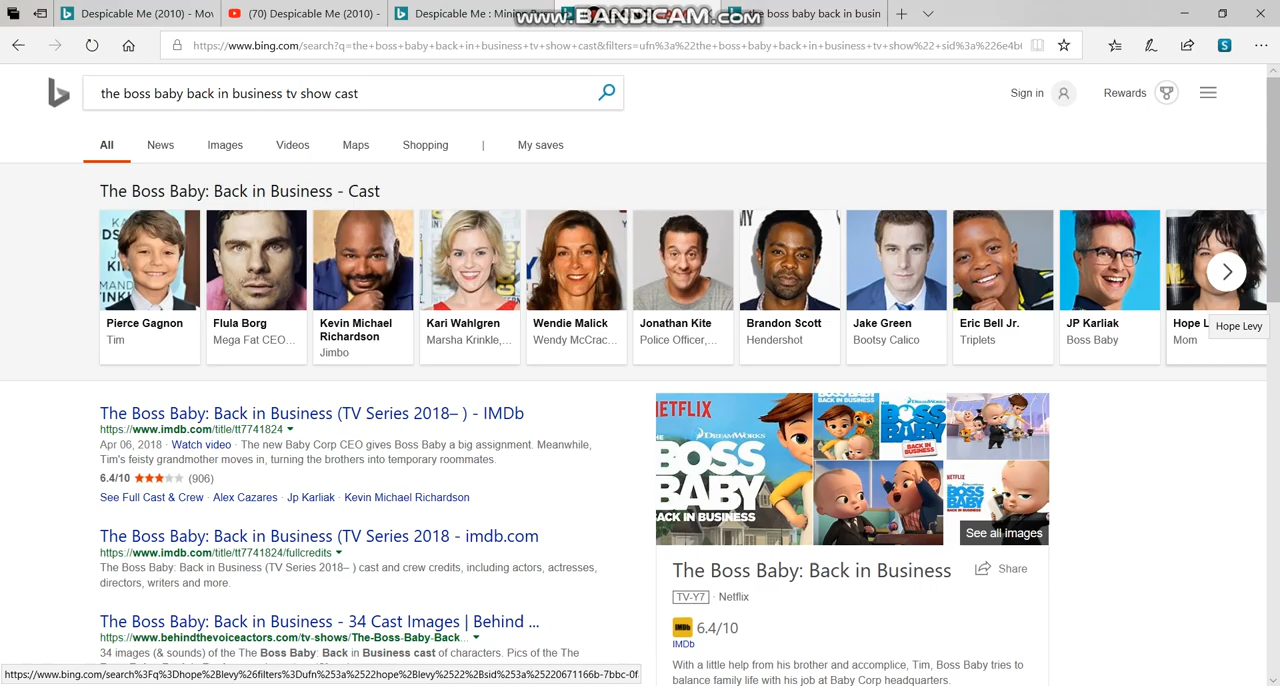 Despicable Me (2010) - Mov
(70) Despicable Me (2010) -
Despicable Me : Mini
www.BANDICAM.com
the boss baby back in busin
https://www.bing.com/search?q=the+boss+baby+back+in+business+tv+show+cast&filters=ufn%3a%22the+boss+baby+back+in+business+tv+show%22+sid%3a%226e4b
the boss baby back in business tv show cast
Sign in
Rewards
All
News
Images
Videos
Maps
Shopping
|
My saves
The Boss Baby: Back in Business - Cast
Pierce Gagnon
Tim
Flula Borg
Mega Fat CEO...
Kevin Michael
Richardson
Jimbo
Kari Wahlgren
Marsha Krinkle,...
Wendie Malick
Wendy McCrac...
Jonathan Kite
Police Officer,...
Brandon Scott
Hendershot
Jake Green
Bootsy Calico
Eric Bell Jr.
Triplets
JP Karliak
Boss Baby
Hope L
Mom
Hope Levy
The Boss Baby: Back in Business (TV Series 2018– ) - IMDb
https://www.imdb.com/title/tt7741824
Apr 06, 2018 · Watch video · The new Baby Corp CEO gives Boss Baby a big assignment. Meanwhile,
Tim's feisty grandmother moves in, turning the brothers into temporary roommates.
6.4/10 (906)
See Full Cast & Crew · Alex Cazares · Jp Karliak · Kevin Michael Richardson
The Boss Baby: Back in Business (TV Series 2018 - imdb.com
https://www.imdb.com/title/tt7741824/fullcredits
The Boss Baby: Back in Business (TV Series 2018– ) cast and crew credits, including actors, actresses,
directors, writers and more.
The Boss Baby: Back in Business - 34 Cast Images | Behind ...
https://www.behindthevoiceactors.com/tv-shows/The-Boss-Baby-Back...
34 images (& sounds) of the The Boss Baby: Back in Business cast of characters. Pics of the The
NETFLIX
DREAMWORKS
BOSS
BABY
BACK IN BUSINESS
See all images
The Boss Baby: Back in Business
Share
TV-Y7 · Netflix
IMDb 6.4/10
IMDb
With a little help from his brother and accomplice, Tim, Boss Baby tries to
balance family life with his job at Baby Corp headquarters.
https://www.bing.com/search%3Fq%3Dhope%2Blevy%26filters%3Dufn%253a%2522hope%2Blevy%2522%2Bsid%253a%25220671166b-7bbc-0f